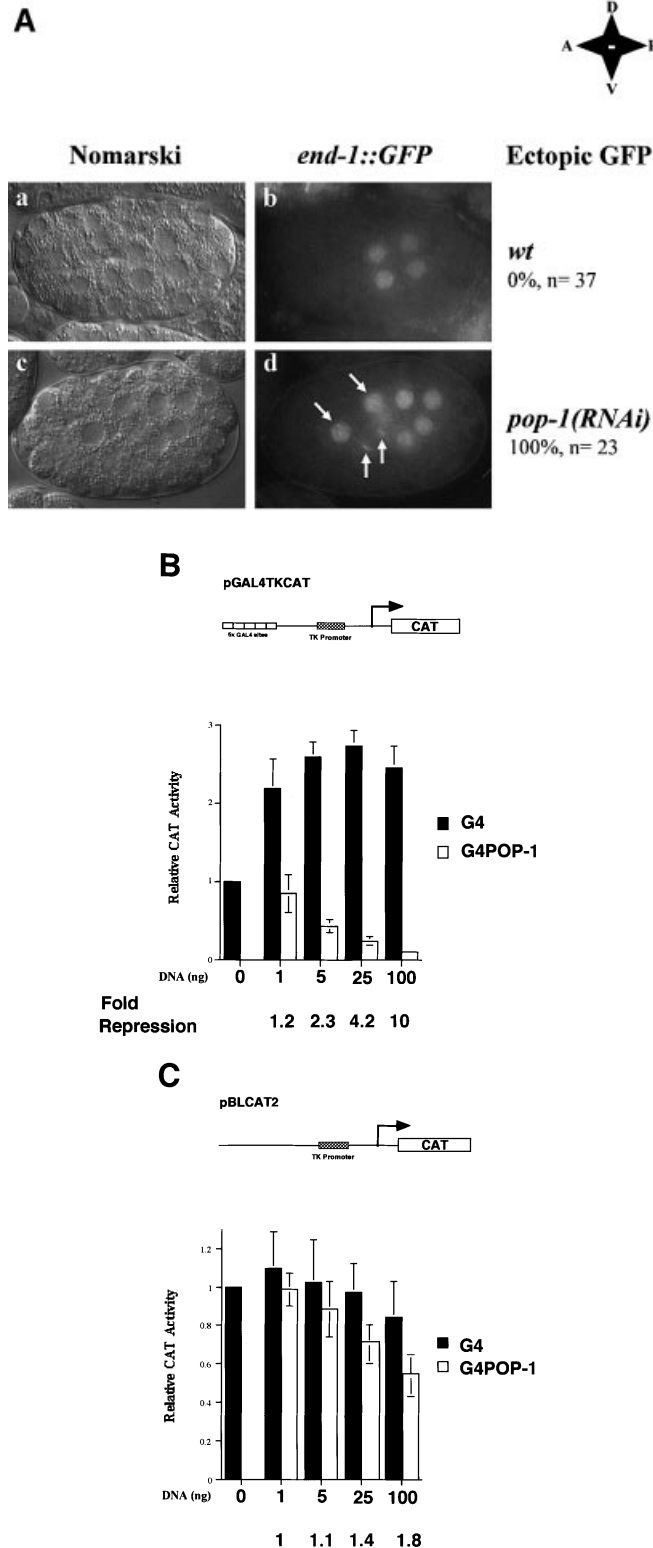 A
D
A
P
V
Nomarski
end-1::GFP
Ectopic GFP
a
b
wt
0%, n= 37
c
d
pop-1(RNAi)
100%, n= 23
B
pGAL4TKCAT
CAT
5x GAL4 sites
TK Promoter
3
2
1
0
Relative CAT Activity
G4
G4POP-1
DNA (ng)
0
1
5
25
100
Fold
Repression
1.2
2.3
4.2
10
C
pBLCAT2
CAT
TK Promoter
1.2
1
0.8
0.6
0.4
0.2
0
Relative CAT Activity
G4
G4POP-1
DNA (ng)
0
1
5
25
100
1
1.1
1.4
1.8